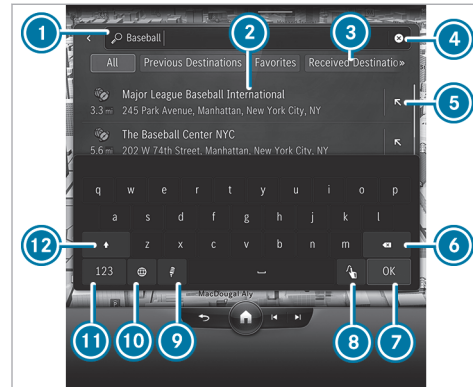 1
2
3
4
Baseball
All Previous Destinations Favorites Received Destinatio»
Major League Baseball International
3.3 mi 245 Park Avenue, Manhattan, New York City, NY
5
The Baseball Center NYC
5.6 mi 202 W 74th Street, Manhattan, New York City, NY
q w e r t y u i o p
a s d f g h j k l
12
z x c v b n m
6
123
OK
MacDougal Aly
11
10
9
8
7